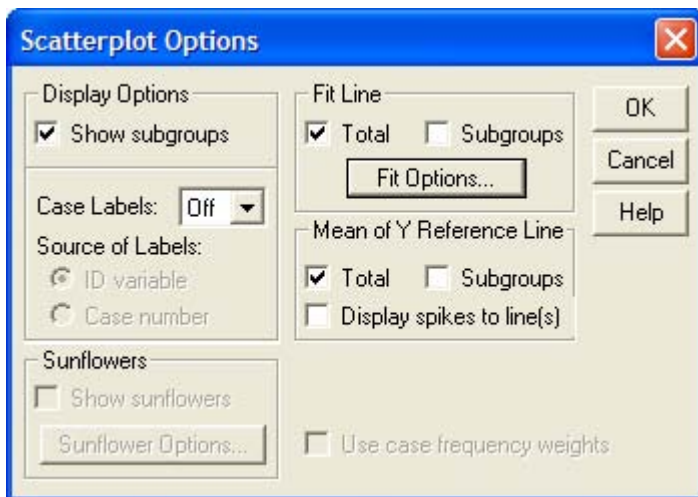 Scatterplot Options
Display Options
Show subgroups
Case Labels: Off
Source of Labels:
ID variable
Case number
Sunflowers
Show sunflowers
Sunflower Options...
Fit Line
Total Subgroups
Fit Options...
Mean of Y Reference Line
Total Subgroups
Display spikes to line(s)
Use case frequency weights
OK
Cancel
Help